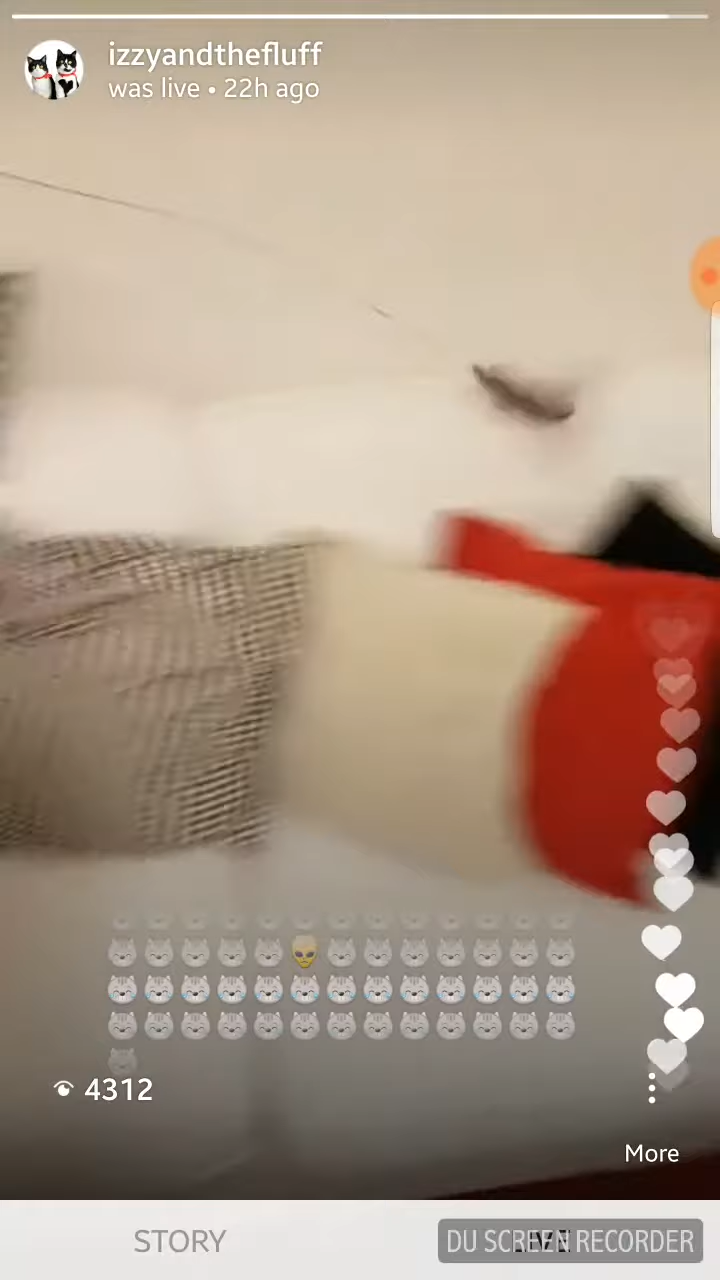 izzyandthefluff
was live • 22h ago
4312
More
STORY
DU SCREEN RECORDER